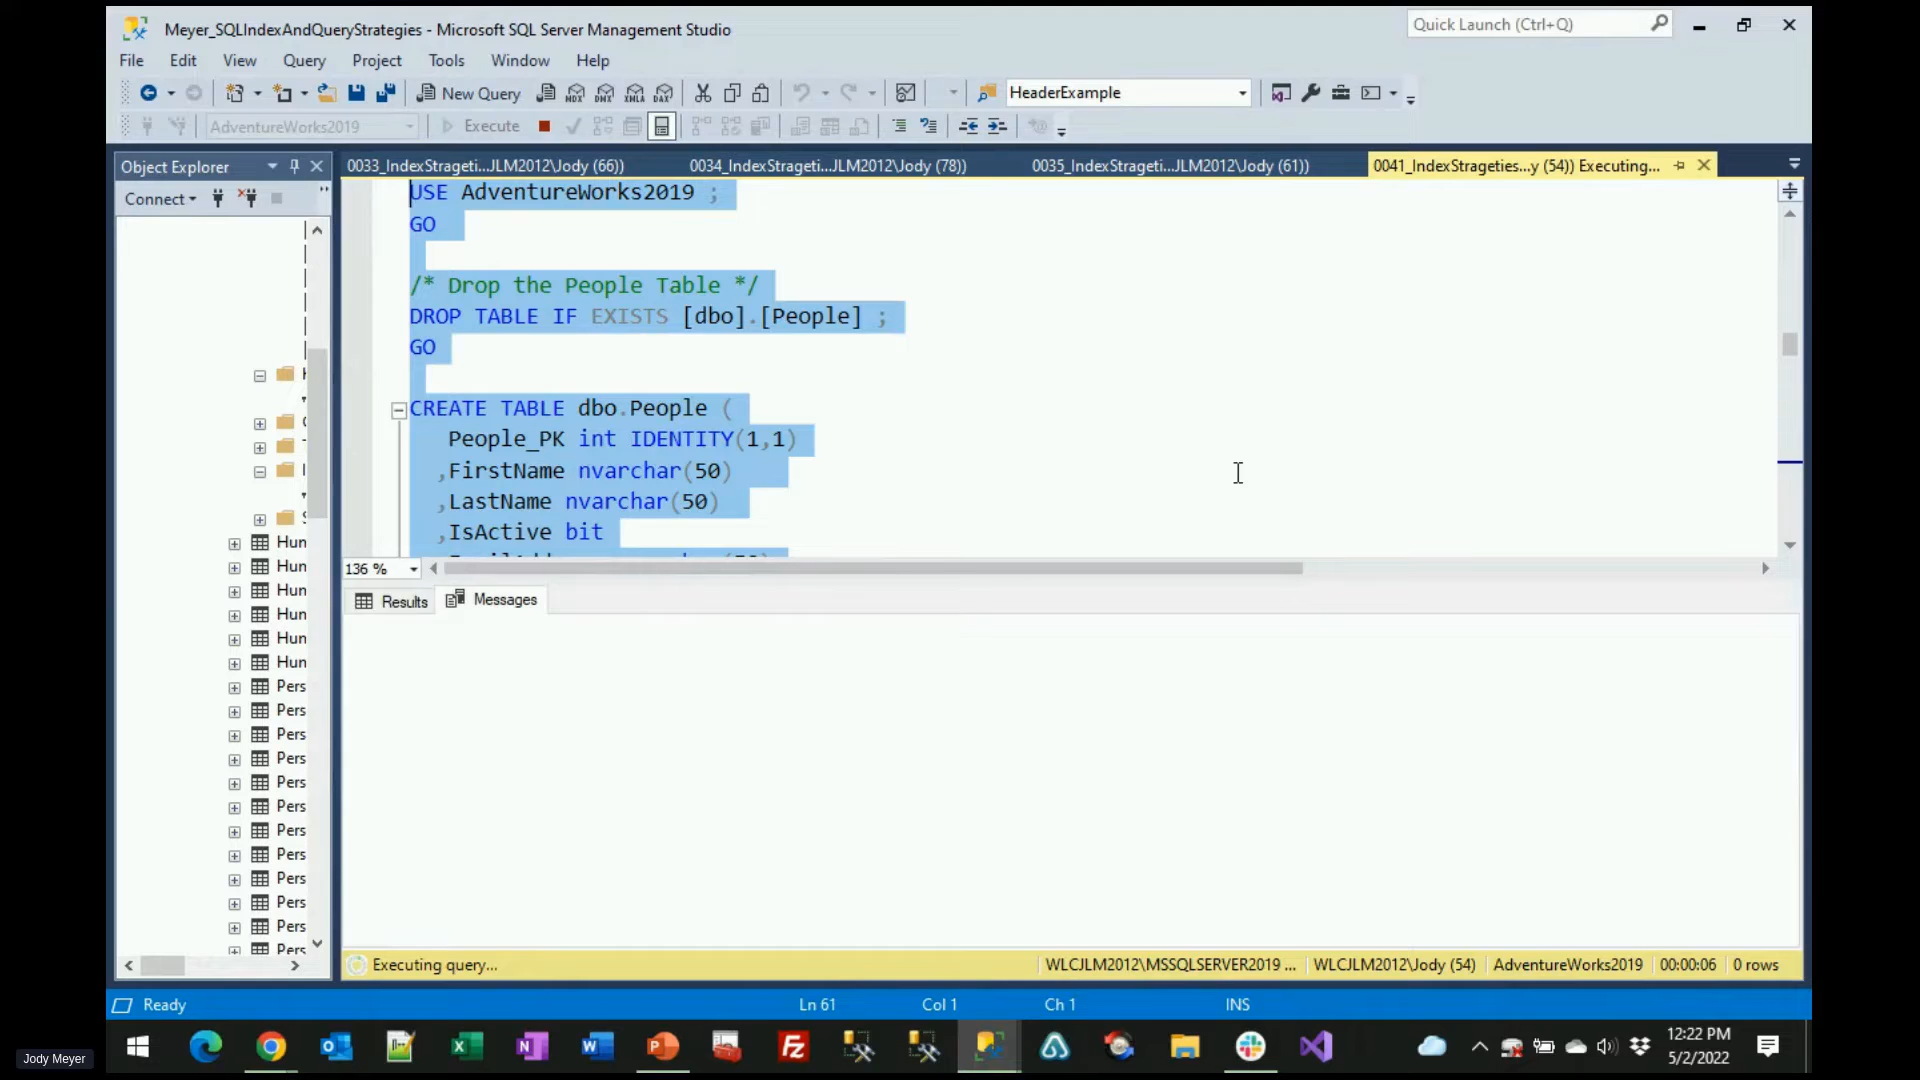 Meyer_SQLIndexAndQueryStrategies - Microsoft SQL Server Management Studio
Quick Launch (Ctrl+Q)
File Edit View Query Project Tools Window Help
New Query
MDX DMX XMLA DAX
HeaderExample
AdventureWorks2019
Execute
Object Explorer
0033_IndexStrageti...JLM2012\Jody (66))
0034_IndexStrageti...JLM2012\Jody (78))
0035_IndexStrageti...JLM2012\Jody (61))
0041_IndexStrageties...y (54)) Executing...
Connect
USE AdventureWorks2019 ;
GO
/* Drop the People Table */
DROP TABLE IF EXISTS [dbo].[People] ;
GO
CREATE TABLE dbo.People (
People_PK int IDENTITY(1,1)
,FirstName nvarchar(50)
,LastName nvarchar(50)
,IsActive bit
Hun
Hun
Hun
Hun
Hun
Hun
Pers
Pers
Pers
Pers
Pers
Pers
Pers
Pers
Pers
Pers
Pers
Pers
136 %
Results
Messages
Executing query...
WLCJLM2012\MSSQLSERVER2019 ...
WLCJLM2012\Jody (54)
AdventureWorks2019
00:00:06
0 rows
Ready
Ln 61
Col 1
Ch 1
INS
12:22 PM
5/2/2022
Jody Meyer